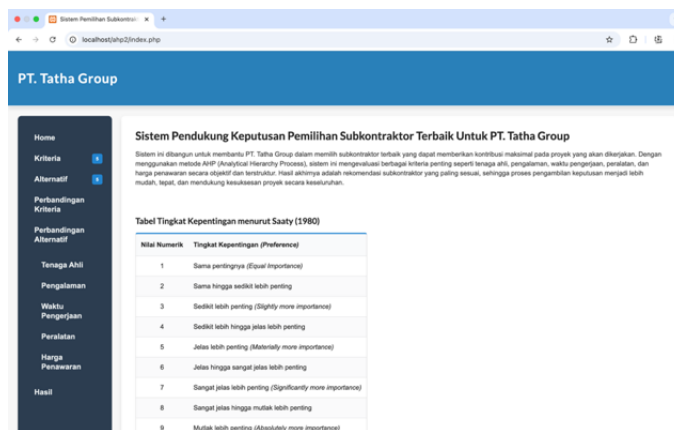 Sistem Pemilihan Subkontrak
localhost/ahp2/index.php
PT. Tatha Group
Home
Kriteria
Alternatif
Perbandingan
Kriteria
Perbandingan
Alternatif
Tenaga Ahli
Pengalaman
Waktu
Pengerjaan
Peralatan
Harga
Penawaran
Hasil
Sistem Pendukung Keputusan Pemilihan Subkontraktor Terbaik Untuk PT. Tatha Group
Sistem ini dibangun untuk membantu PT. Tatha Group dalam memilih subkontraktor terbaik yang dapat memberikan kontribusi maksimal pada proyek yang akan dikerjakan. Dengan
menggunakan metode AHP (Analytical Hierarchy Process), sistem ini mengevaluasi berbagai kriteria penting seperti tenaga ahli, pengalaman, waktu pengerjaan, peralatan, dan
harga penawaran secara objektif dan terstruktur. Hasil akhirnya adalah rekomendasi subkontraktor yang paling sesuai, sehingga proses pengambilan keputusan menjadi lebih
mudah, tepat, dan mendukung kesuksesan proyek secara keseluruhan.
Tabel Tingkat Kepentingan menurut Saaty (1980)
Nilai Numerik Tingkat Kepentingan (Preference)
1 Sama pentingnya (Equal Importance)
2 Sama hingga sedikit lebih penting
3 Sedikit lebih penting (Slightly more importance)
4 Sedikit lebih hingga jelas lebih penting
5 Jelas lebih penting (Materially more importance)
6 Jelas hingga sangat jelas lebih penting
7 Sangat jelas lebih penting (Significantly more importance)
8 Sangat jelas hingga mutlak lebih penting
9 Mutlak lebih penting (Absolutely more importance)